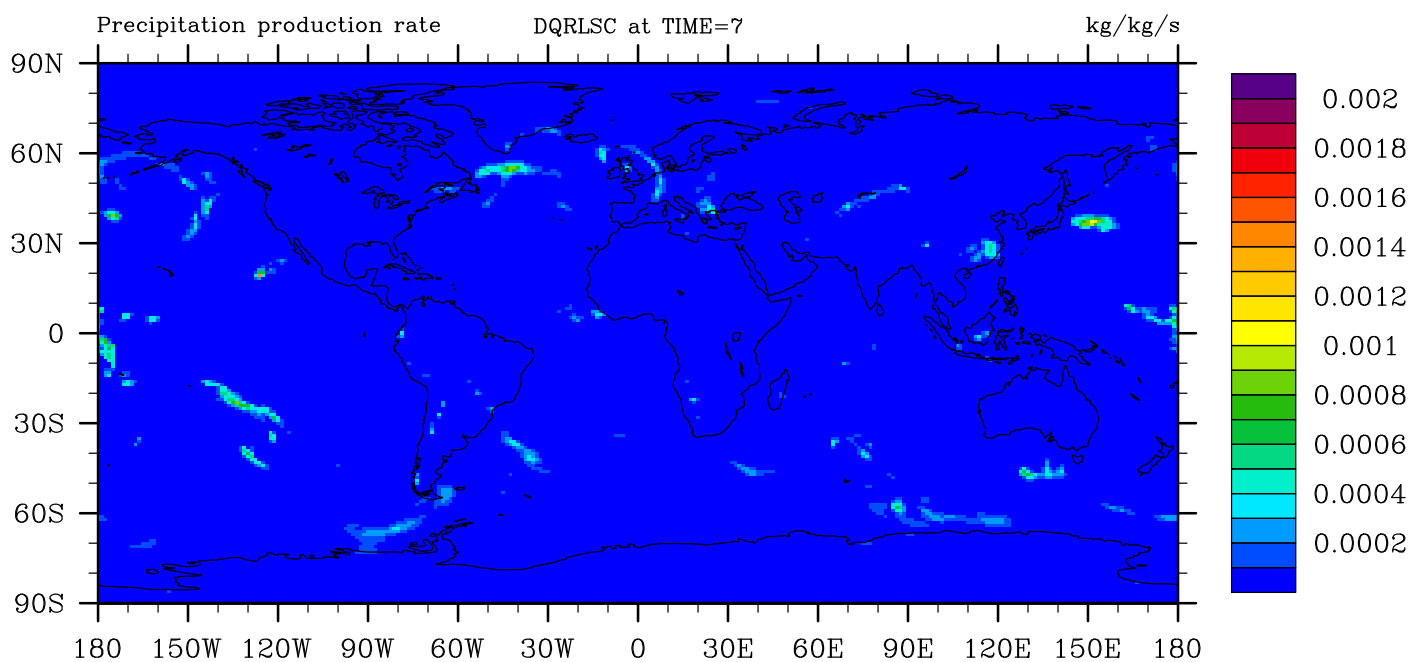 Precipitation production rate DQRLSC at TIME=7 kg/kg/s
90N
60N
30N
0
30S
60S
90S
180 150W 120W 90W 60W 30W 0 30E 60E 90E 120E 150E 180
0.002
0.0018
0.0016
0.0014
0.0012
0.001
0.0008
0.0006
0.0004
0.0002